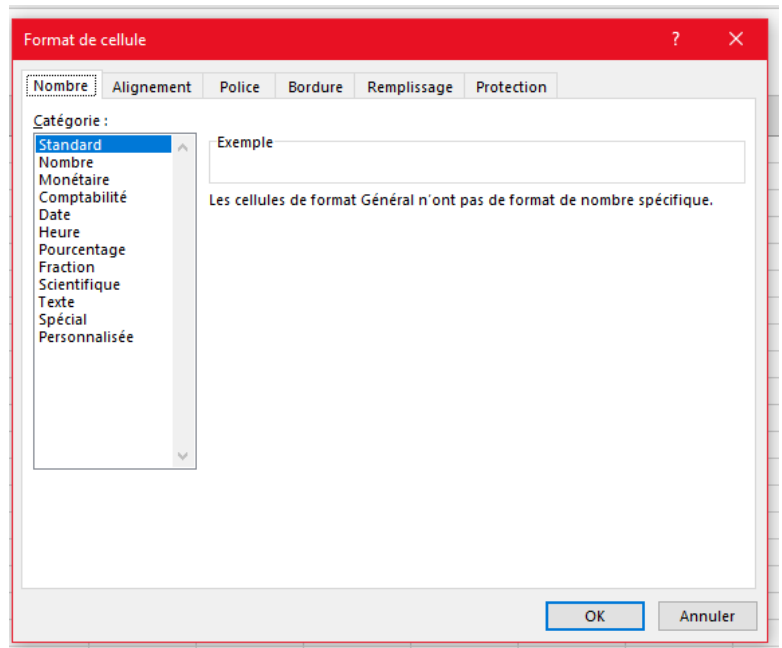 Format de cellule ?
Nombre Alignement Police Bordure Remplissage Protection
Catégorie :
Standard
Nombre
Monétaire
Comptabilité
Date
Heure
Pourcentage
Fraction
Scientifique
Texte
Spécial
Personnalisée
Exemple
Les cellules de format Général n'ont pas de format de nombre spécifique.
OK Annuler